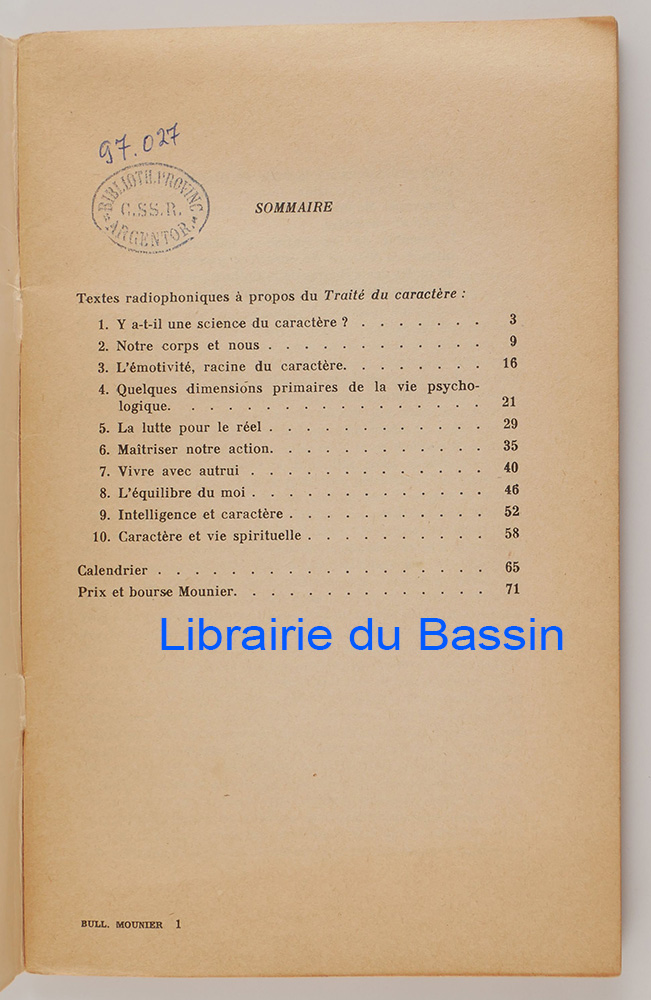 97.027
BIBLIOTH. PROVINC
C.SS.R.
ARGENTOR.
SOMMAIRE
Textes radiophoniques à propos du Traité du caractère :
1. Y a-t-il une science du caractère ? . . . . . . . 3
2. Notre corps et nous . . . . . . . . . . . . 9
3. L'émotivité, racine du caractère. . . . . . . . 16
4. Quelques dimensions primaires de la vie psycho-
logique. . . . . . . . . . . . . . . . . 21
5. La lutte pour le réel . . . . . . . . . . . . 29
6. Maîtriser notre action. . . . . . . . . . . . 35
7. Vivre avec autrui . . . . . . . . . . . . . 40
8. L'équilibre du moi . . . . . . . . . . . . . 46
9. Intelligence et caractère . . . . . . . . . . . 52
10. Caractère et vie spirituelle . . . . . . . . . . 58
Calendrier . . . . . . . . . . . . . . . . . . 65
Prix et bourse Mounier. . . . . . . . . . . . . . 71
Librairie du Bassin
BULL. MOUNIER 1